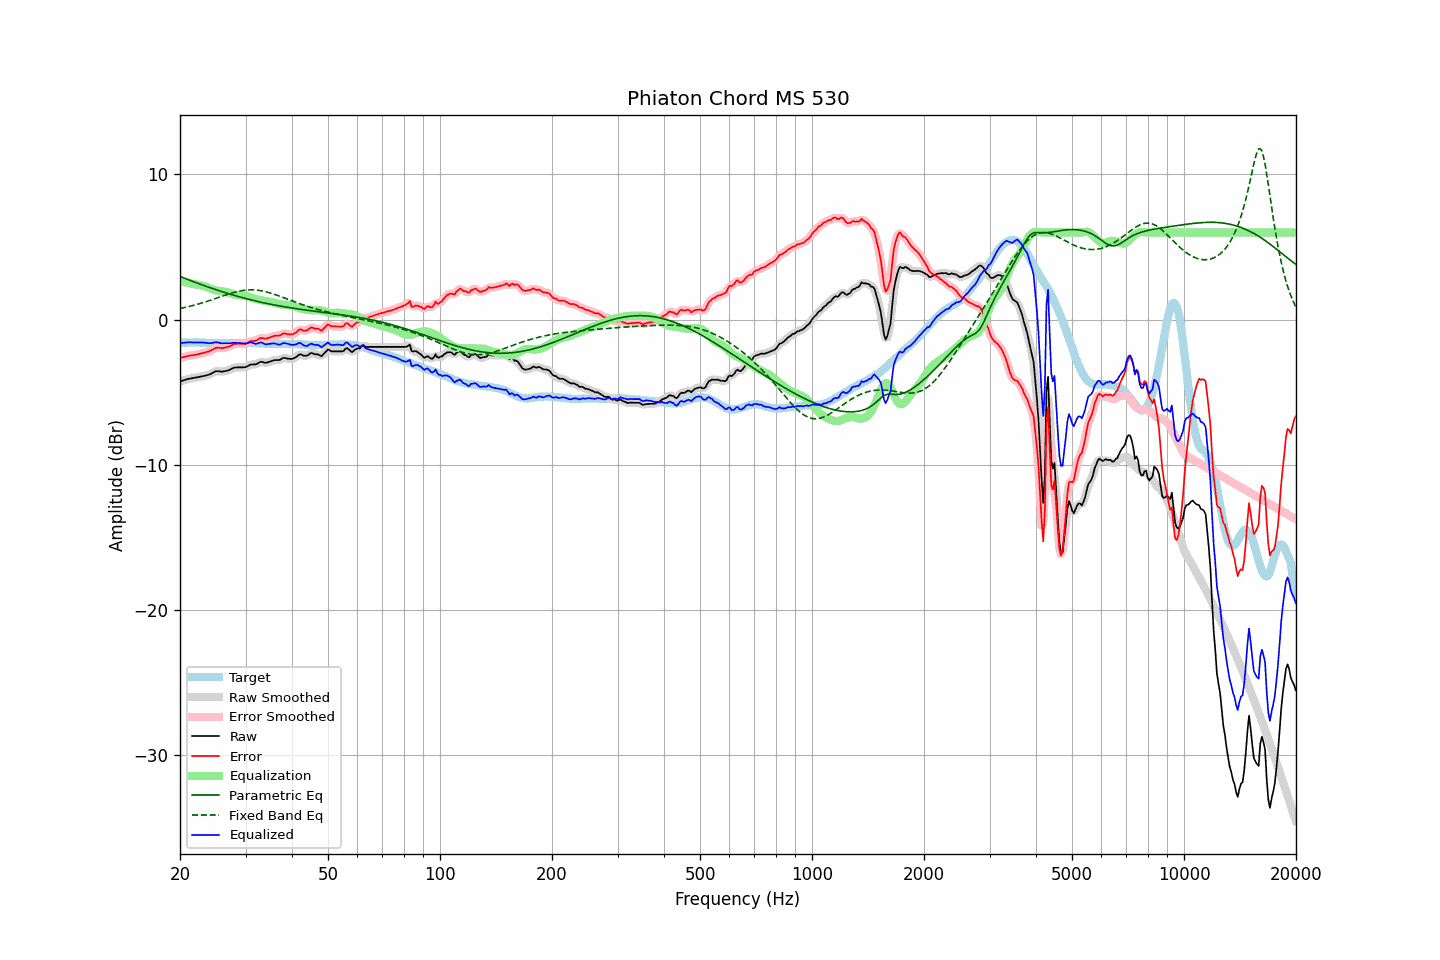 Phiaton Chord MS 530
Amplitude (dBr)
10
0
−10
−20
−30
Target
Raw Smoothed
Error Smoothed
Raw
Error
Equalization
Parametric Eq
Fixed Band Eq
Equalized
20 50 100 200 500 1000 2000 5000 10000 20000
Frequency (Hz)